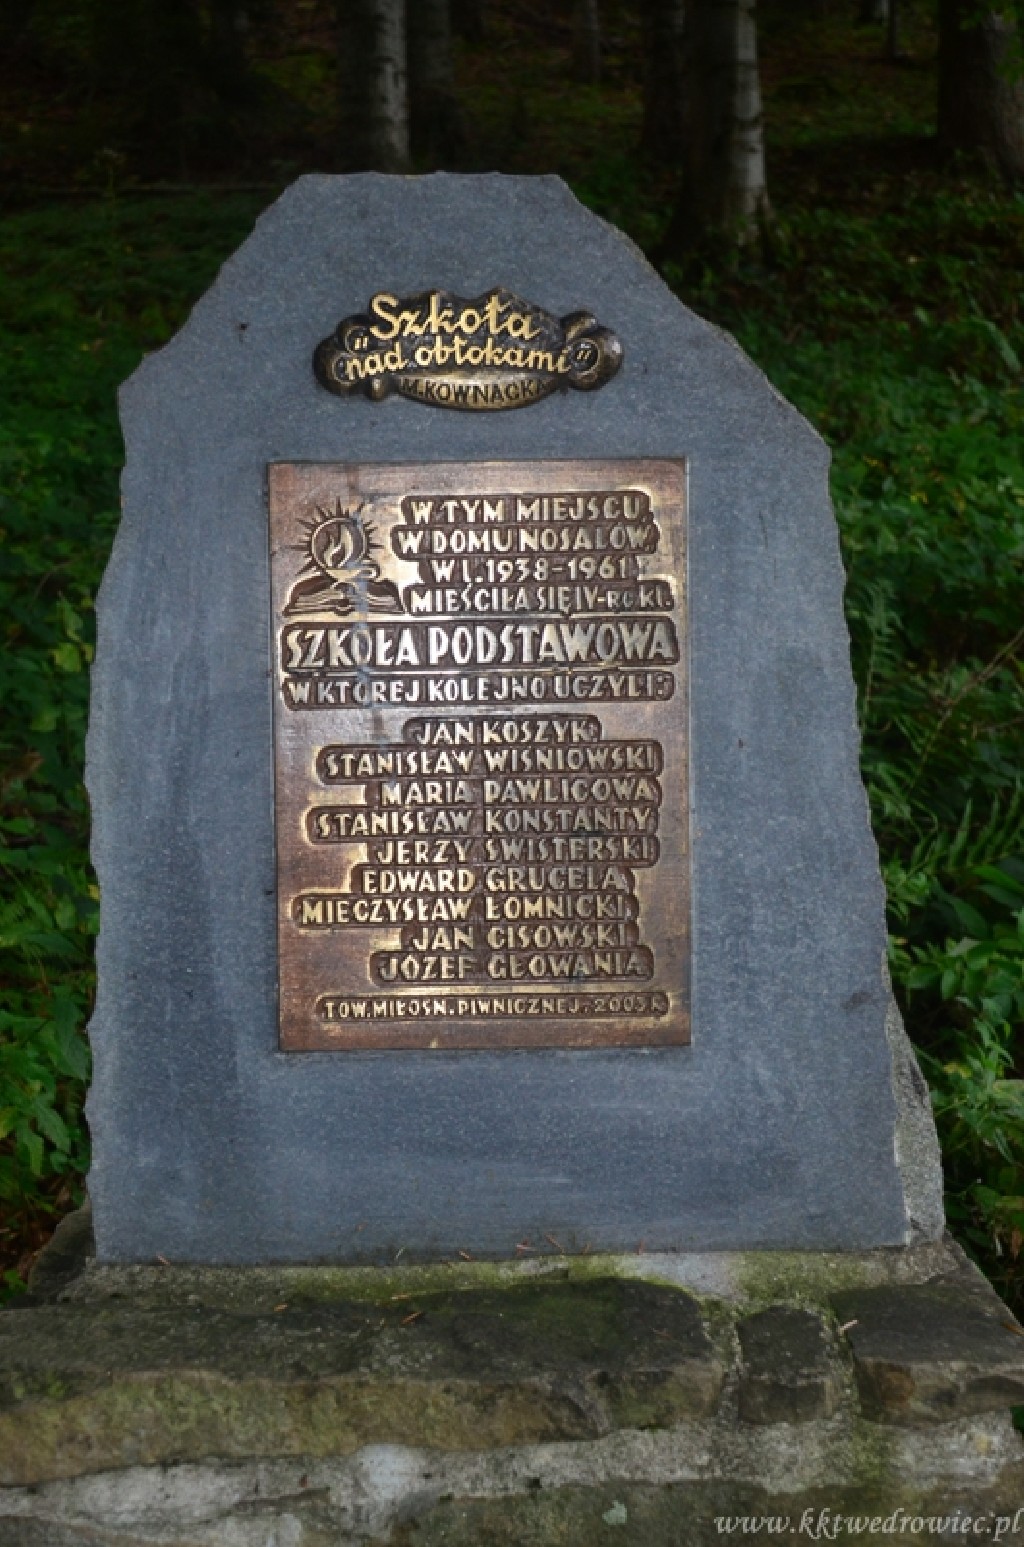 Szkoła
"nad obłokami"
M. KOWNACKA
W TYM MIEJSCU
W DOMU NOSALÓW
W L. 1938-1961
MIEŚCIŁA SIĘ IV-RO KL.
SZKOŁA PODSTAWOWA
W KTÓREJ KOLEJNO UCZYLI:
JAN KOSZYK
STANISŁAW WIŚNIOWSKI
MARIA PAWLICOWA
STANISŁAW KONSTANTY
JERZY ŚWISTERSKI
EDWARD GRUCELA
MIECZYSŁAW ŁOMNICKI
JAN CISOWSKI
JÓZEF GŁOWANIA
TOW. MIŁOŚN. PIWNICZNEJ. 2003 R.
www.kktwedrowiec.pl